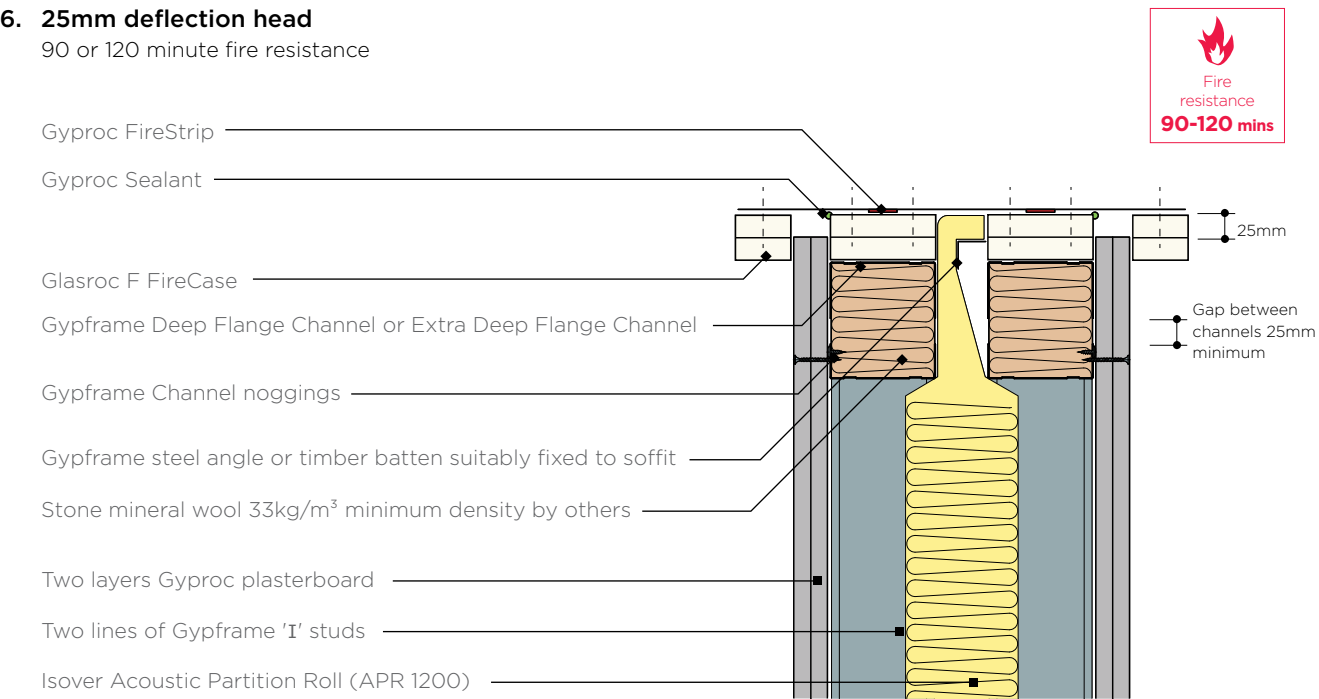 6. 25mm deflection head
90 or 120 minute fire resistance
Fire
resistance
90-120 mins
Gyproc FireStrip
Gyproc Sealant
25mm
Glasroc F FireCase
Gap between
channels 25mm
minimum
Gypframe Deep Flange Channel or Extra Deep Flange Channel
Gypframe Channel noggings
Gypframe steel angle or timber batten suitably fixed to soffit
Stone mineral wool 33kg/m³ minimum density by others
Two layers Gyproc plasterboard
Two lines of Gypframe 'I' studs
Isover Acoustic Partition Roll (APR 1200)